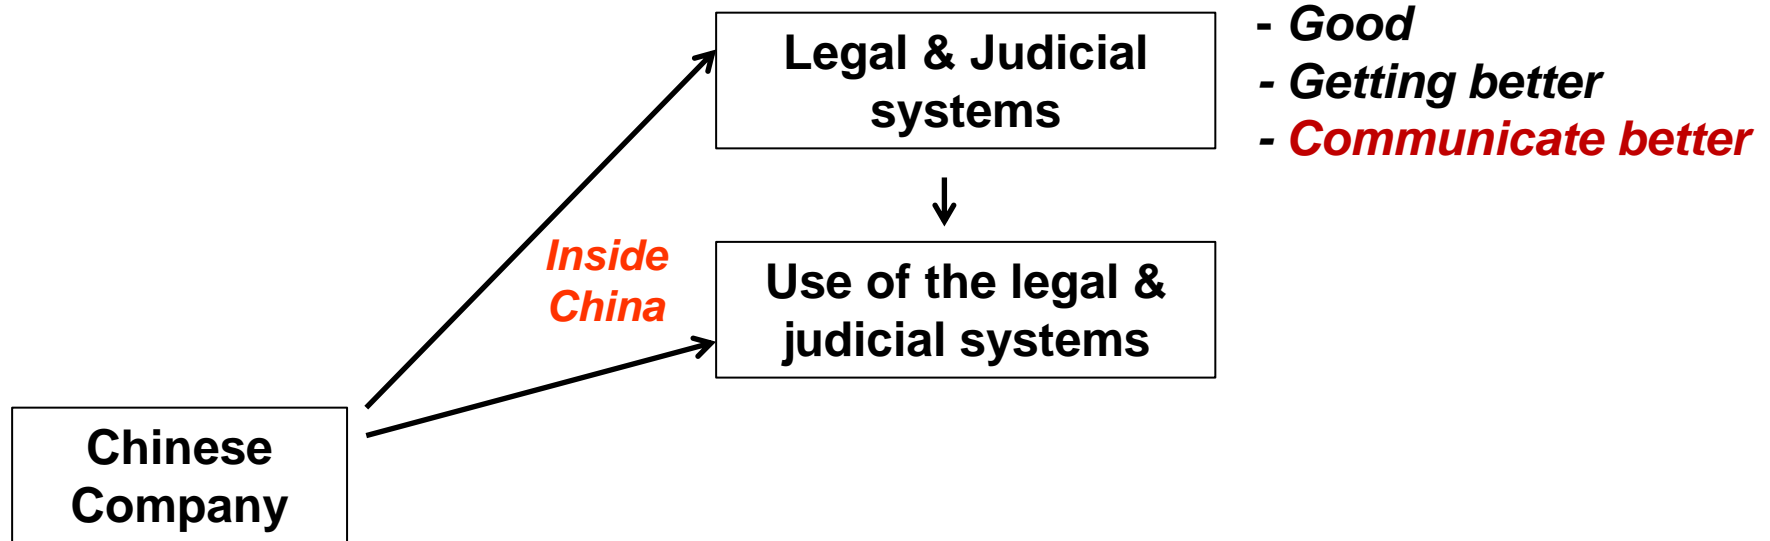 Legal & Judicial
systems
- Good
- Getting better
- Communicate better
Inside
China
Use of the legal &
judicial systems
Chinese
Company